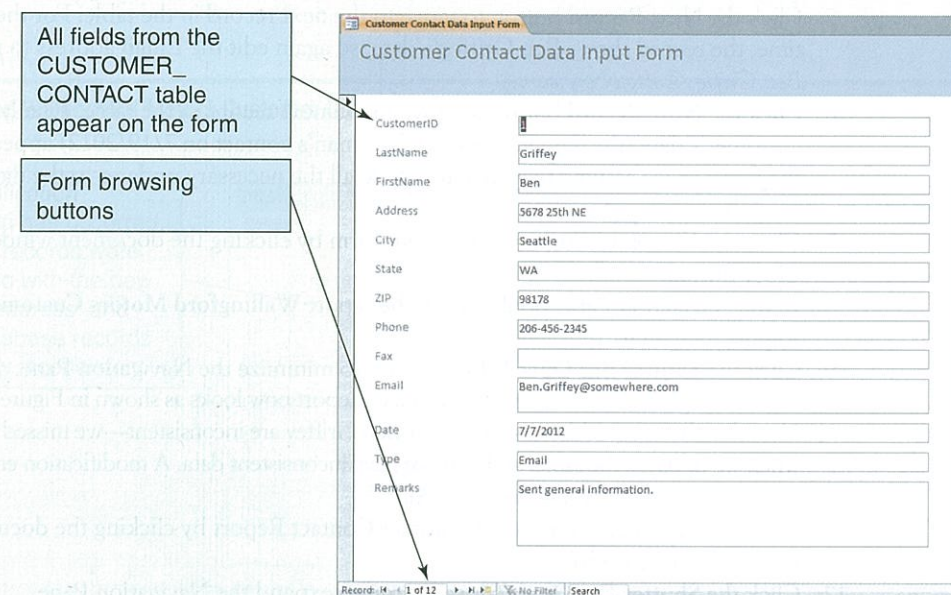 All fields from the
CUSTOMER_
CONTACT table
appear on the form
Form browsing
buttons
Customer Contact Data Input Form
Customer Contact Data Input Form
CustomerID 1
LastName Griffey
FirstName Ben
Address 5678 25th NE
City Seattle
State WA
ZIP 98178
Phone 206-456-2345
Fax
Email Ben.Griffey@somewhere.com
Date 7/7/2012
Type Email
Remarks Sent general information.
Record: 1 of 12 No Filter Search